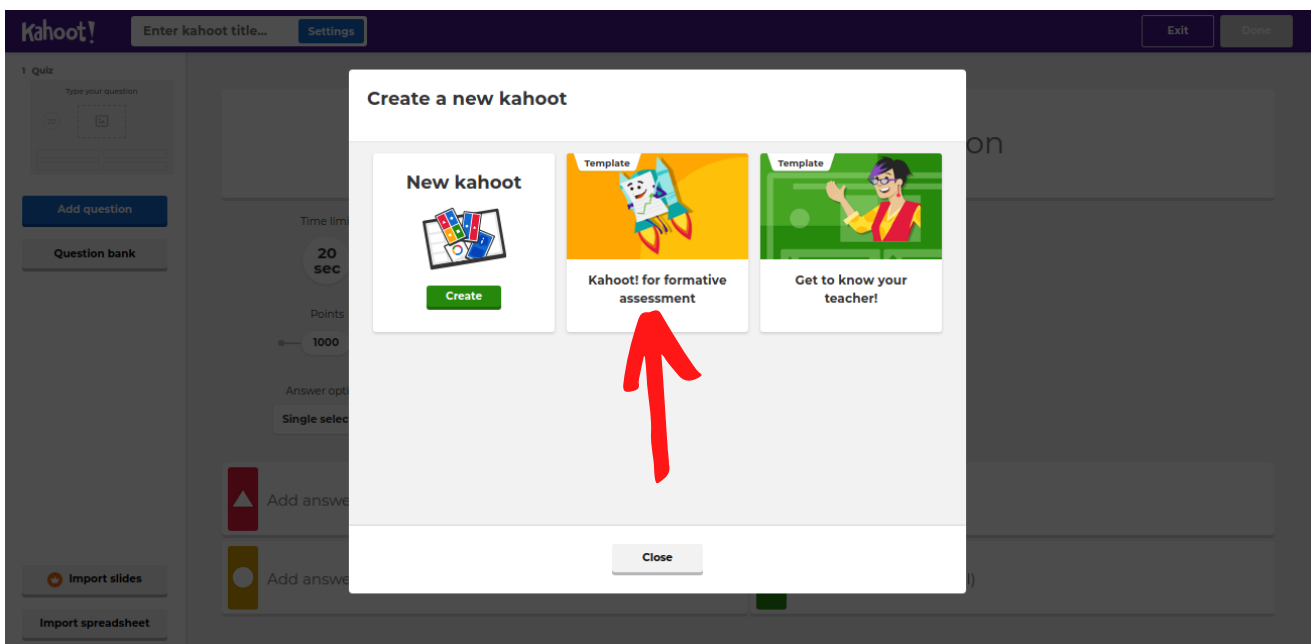 Kahoot!
Enter kahoot title...
Settings
Exit
Done
1 Quiz
Type your question
20
Add question
Question bank
Time lim
20
sec
Points
1000
Answer opti
Single selec
on
Create a new kahoot
New kahoot
Create
Template
Kahoot! for formative
assessment
Template
Get to know your
teacher!
Add answe
Add answe
l)
Close
Import slides
Import spreadsheet